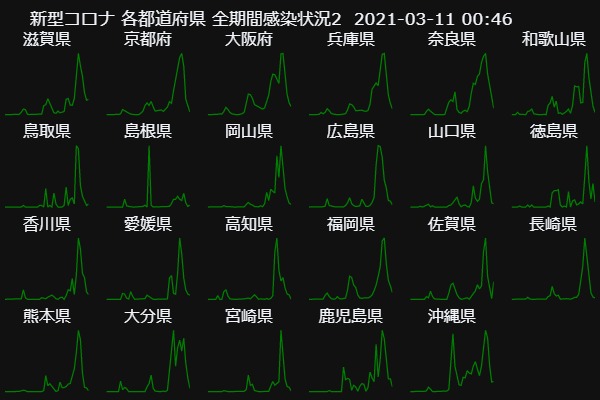 新型コロナ 各都道府県 全期間感染状況2 2021-03-11 00:46
滋賀県 京都府 大阪府 兵庫県 奈良県 和歌山県
鳥取県 島根県 岡山県 広島県 山口県 徳島県
香川県 愛媛県 高知県 福岡県 佐賀県 長崎県
熊本県 大分県 宮崎県 鹿児島県 沖縄県